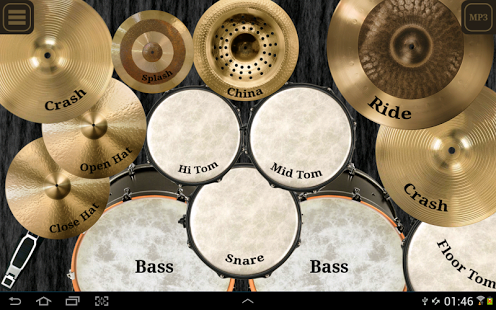 MP3
Splash
China
Crash
Ride
Open Hat
Hi Tom
Mid Tom
Close Hat
Crash
Snare
Floor Tom
Bass
Bass
01:46